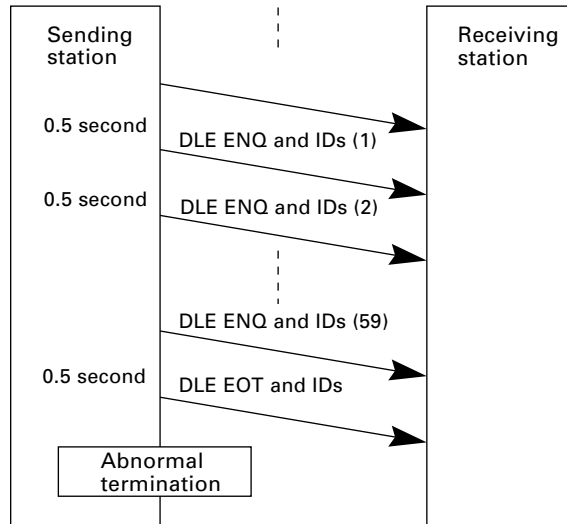 Sending
station
Receiving
station
0.5 second
DLE ENQ and IDs (1)
0.5 second
DLE ENQ and IDs (2)
DLE ENQ and IDs (59)
0.5 second
DLE EOT and IDs
Abnormal
termination